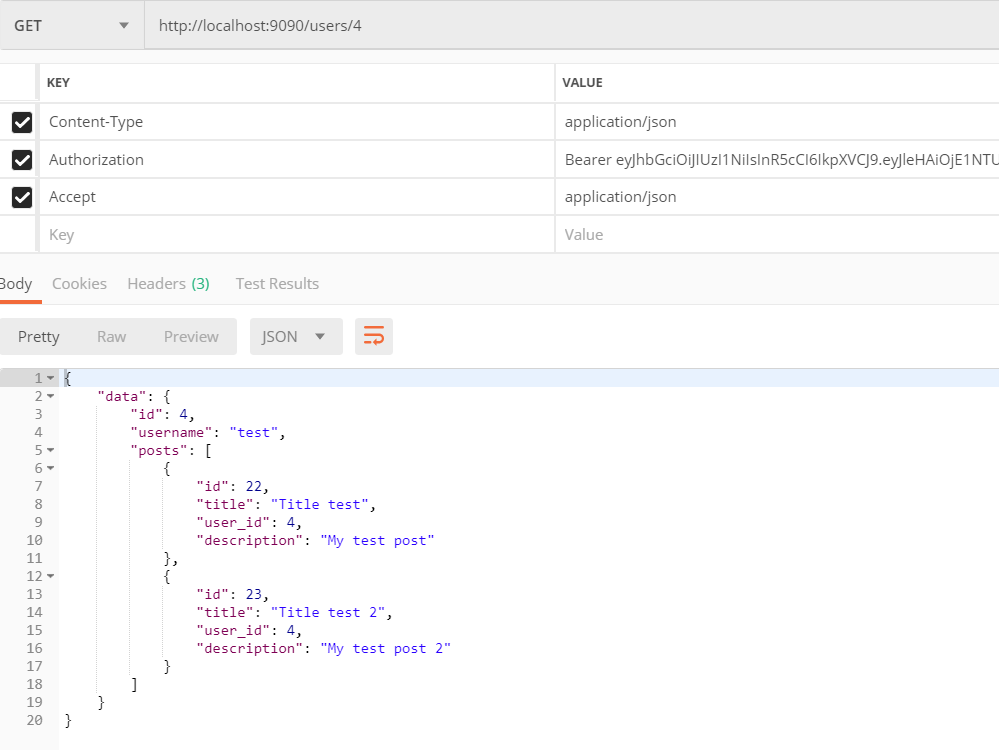 GET http://localhost:9090/users/4
KEY VALUE
Content-Type application/json
Authorization Bearer eyJhbGciOiJIUzI1NiIsInR5cCI6IkpXVCJ9.eyJleHAiOjE1NTU
Accept application/json
Key Value
Body Cookies Headers (3) Test Results
Pretty Raw Preview JSON
1 {
2 "data": {
3 "id": 4,
4 "username": "test",
5 "posts": [
6 {
7 "id": 22,
8 "title": "Title test",
9 "user_id": 4,
10 "description": "My test post"
11 },
12 {
13 "id": 23,
14 "title": "Title test 2",
15 "user_id": 4,
16 "description": "My test post 2"
17 }
18 ]
19 }
20 }